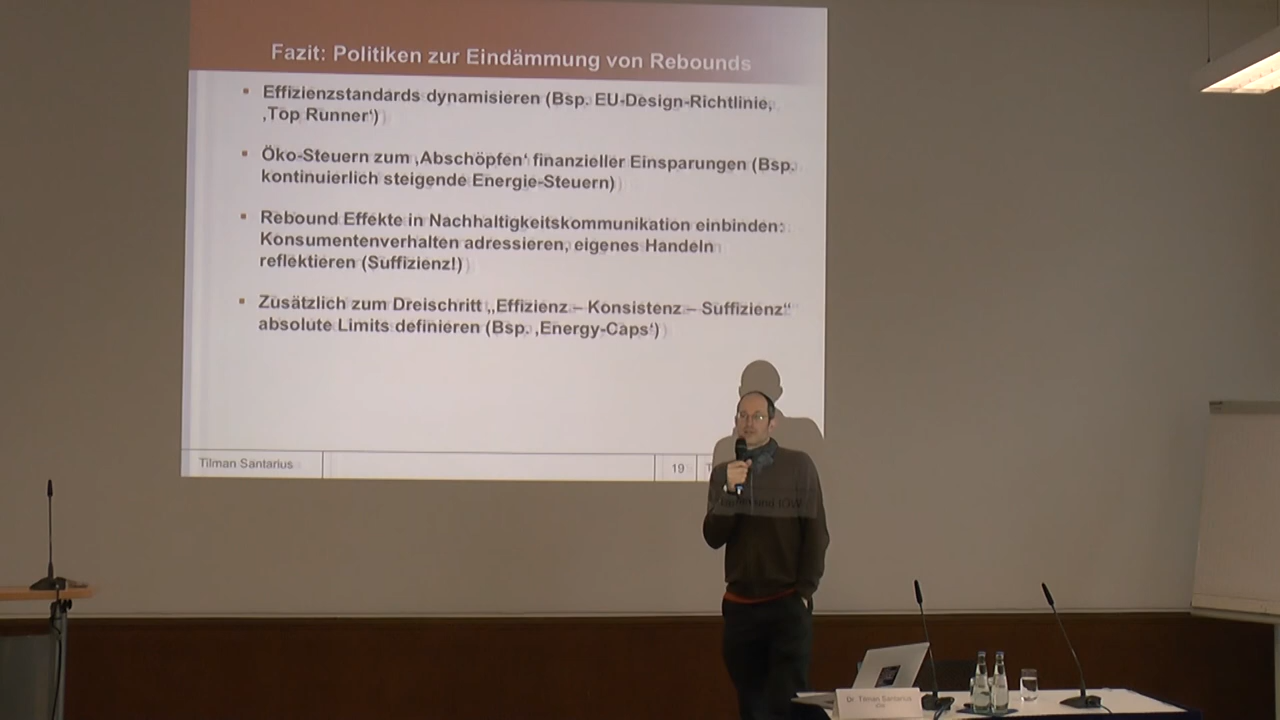 Fazit: Politiken zur Eindämmung von Rebounds
▪ Effizienzstandards dynamisieren (Bsp. EU-Design-Richtlinie,
‚Top Runner‘)
▪ Öko-Steuern zum ‚Abschöpfen‘ finanzieller Einsparungen (Bsp.
kontinuierlich steigende Energie-Steuern)
▪ Rebound Effekte in Nachhaltigkeitskommunikation einbinden:
Konsumentenverhalten adressieren, eigenes Handeln
reflektieren (Suffizienz!)
▪ Zusätzlich zum Dreischritt „Effizienz – Konsistenz – Suffizienz“
absolute Limits definieren (Bsp. ‚Energy-Caps‘)
Tilman Santarius
19
Dr. Tilman Santarius